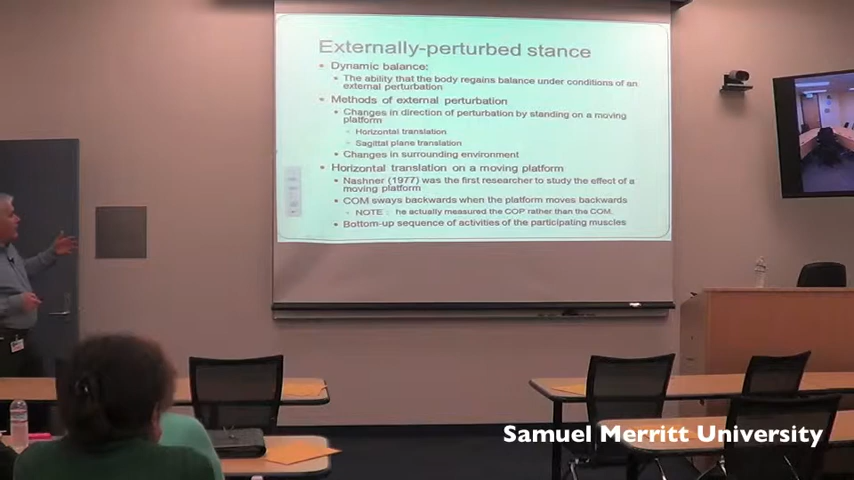 Externally-perturbed stance
• Dynamic balance:
• The ability that the body regains balance under conditions of an
external perturbation
• Methods of external perturbation
• Changes in direction of perturbation by standing on a moving
platform
– Horizontal translation
– Sagittal plane translation
• Changes in surrounding environment
• Horizontal translation on a moving platform
• Nashner (1977) was the first researcher to study the effect of a
moving platform
• COM sways backwards when the platform moves backwards
– NOTE: he actually measured the COP rather than the COM.
• Bottom-up sequence of activities of the participating muscles
Samuel Merritt University